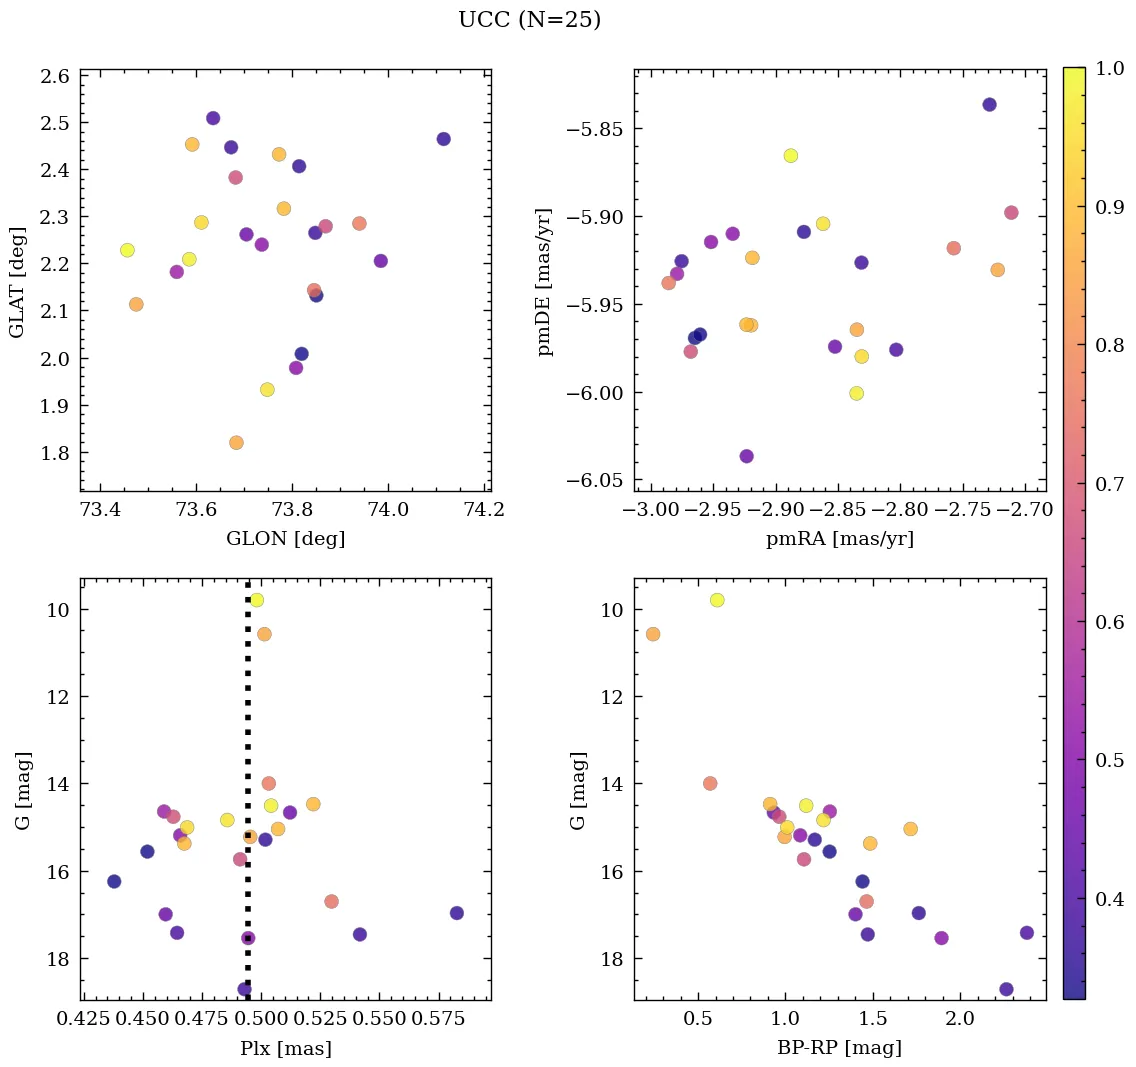 UCC (N=25)
2.6
2.5
2.4
2.3
2.2
2.1
2.0
1.9
1.8
GLAT [deg]
73.4 73.6 73.8 74.0 74.2
GLON [deg]
−5.85
−5.90
−5.95
−6.00
−6.05
pmDE [mas/yr]
−3.00 −2.95 −2.90 −2.85 −2.80 −2.75 −2.70
pmRA [mas/yr]
10
12
14
16
18
G [mag]
0.425 0.450 0.475 0.500 0.525 0.550 0.575
Plx [mas]
10
12
14
16
18
G [mag]
0.5 1.0 1.5 2.0
BP-RP [mag]
1.0
0.9
0.8
0.7
0.6
0.5
0.4